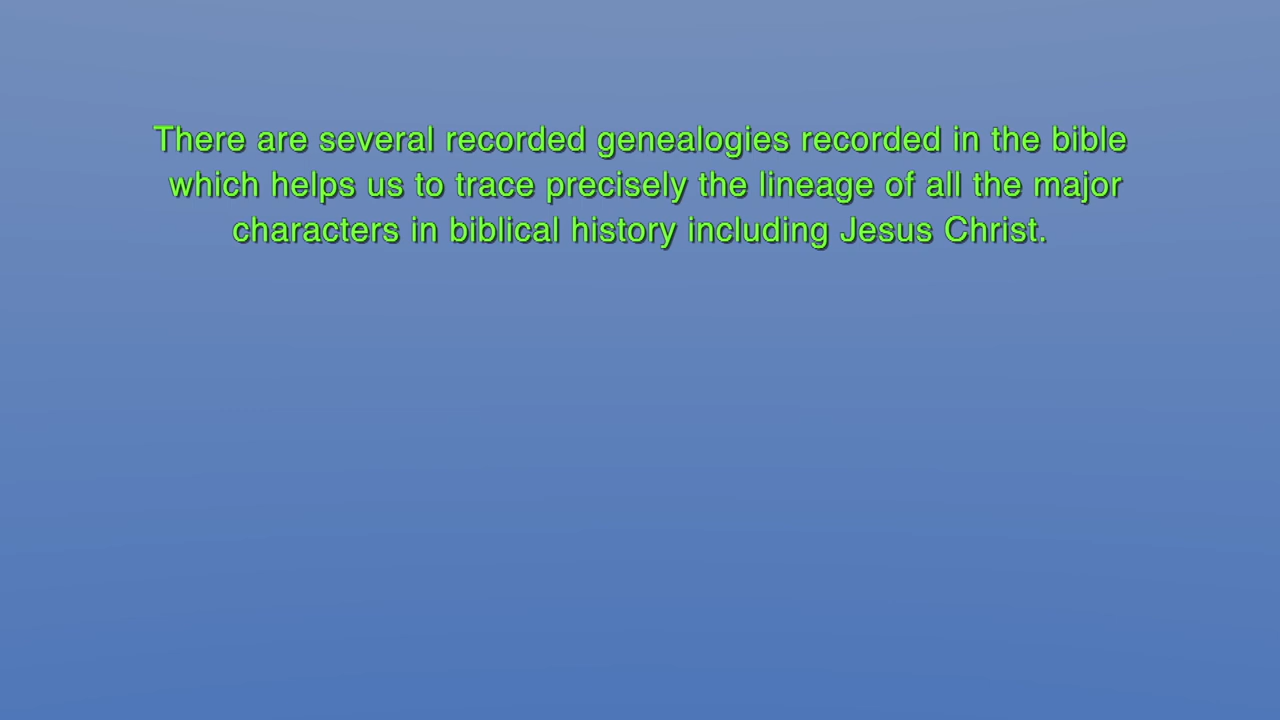 There are several recorded genealogies recorded in the bible
which helps us to trace precisely the lineage of all the major
characters in biblical history including Jesus Christ.